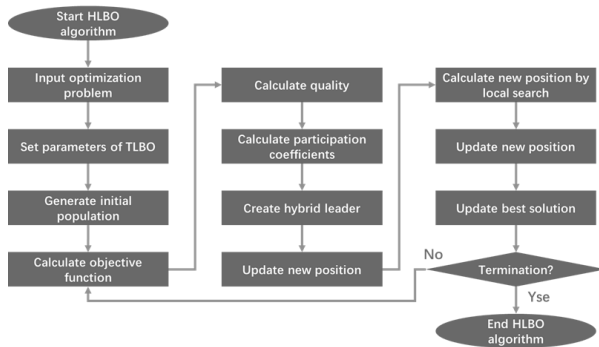 Start HLBO
algorithm
Input optimization
problem
Set parameters of TLBO
Generate initial
population
Calculate objective
function
Calculate quality
Calculate participation
coefficients
Create hybrid leader
Update new position
Calculate new position by
local search
Update new position
Update best solution
Termination?
No
Yse
End HLBO
algorithm